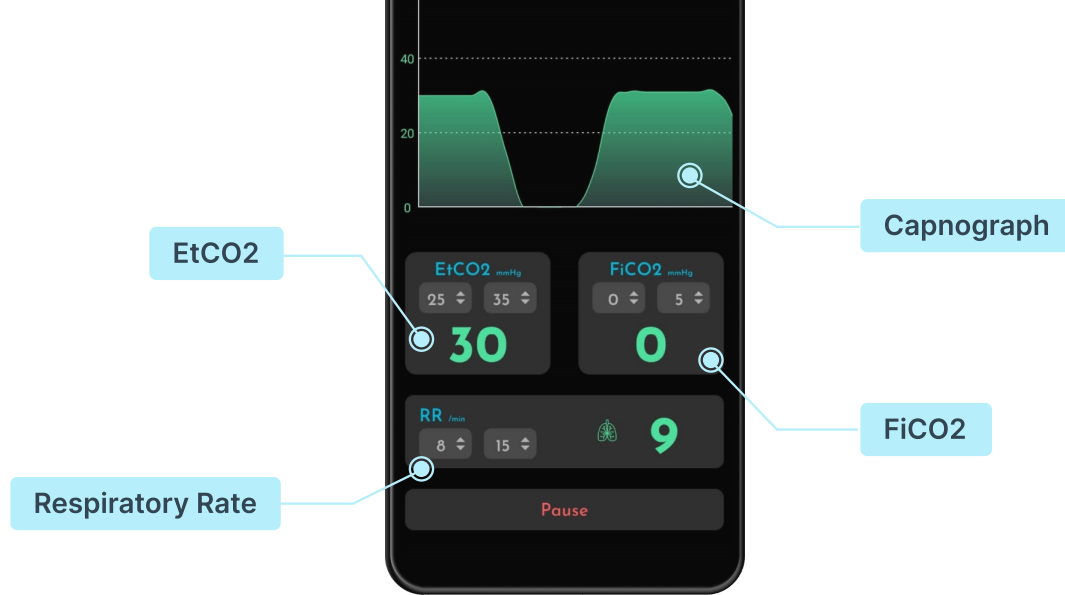 40
20
0
Capnograph
EtCO2
EtCO2 mmHg
25 35
30
FiCO2 mmHg
0 5
0
FiCO2
RR /min
8 15
9
Respiratory Rate
Pause